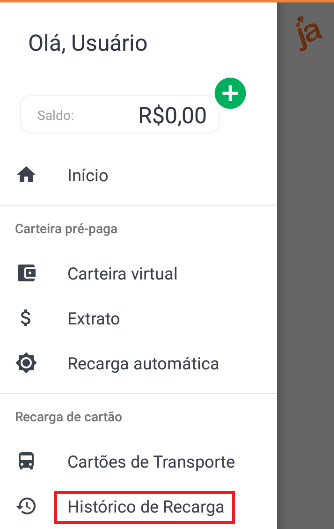 Olá, Usuário
Saldo: R$0,00
Início
Carteira pré-paga
Carteira virtual
Extrato
Recarga automática
Recarga de cartão
Cartões de Transporte
Histórico de Recarga
ja